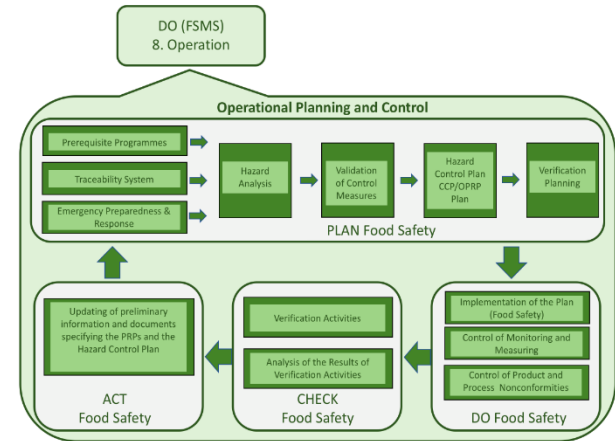 DO (FSMS)
8. Operation
Operational Planning and Control
Prerequisite Programmes
Traceability System
Emergency Preparedness &
Response
Hazard
Analysis
Validation
of Control
Measures
Hazard
Control Plan
CCP/OPRP
Plan
Verification
Planning
PLAN Food Safety
Updating of preliminary
information and documents
specifying the PRPs and the
Hazard Control Plan
ACT
Food Safety
Verification Activities
Analysis of the Results of
Verification Activities
CHECK
Food Safety
Implementation of the Plan
(Food Safety)
Control of Monitoring and
Measuring
Control of Product and
Process Nonconformities
DO Food Safety